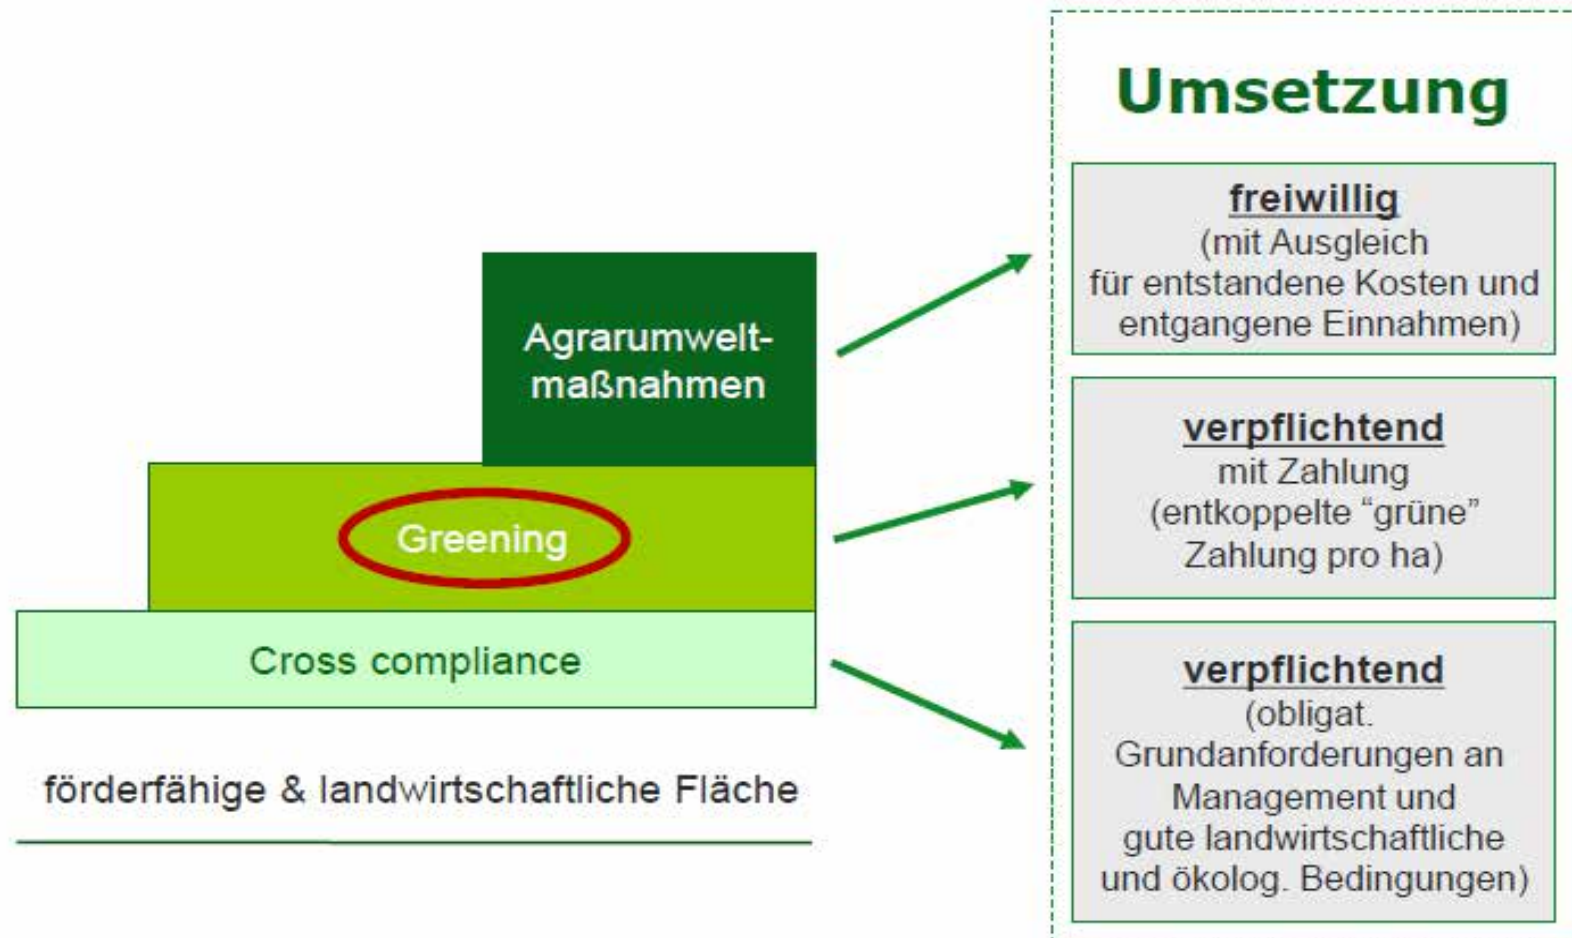 Umsetzung
freiwillig
(mit Ausgleich
für entstandene Kosten und
entgangene Einnahmen)
Agrarumwelt-
maßnahmen
verpflichtend
mit Zahlung
(entkoppelte “grüne”
Zahlung pro ha)
Greening
Cross compliance
verpflichtend
(obligat.
Grundanforderungen an
Management und
gute landwirtschaftliche
und ökolog. Bedingungen)
förderfähige & landwirtschaftliche Fläche